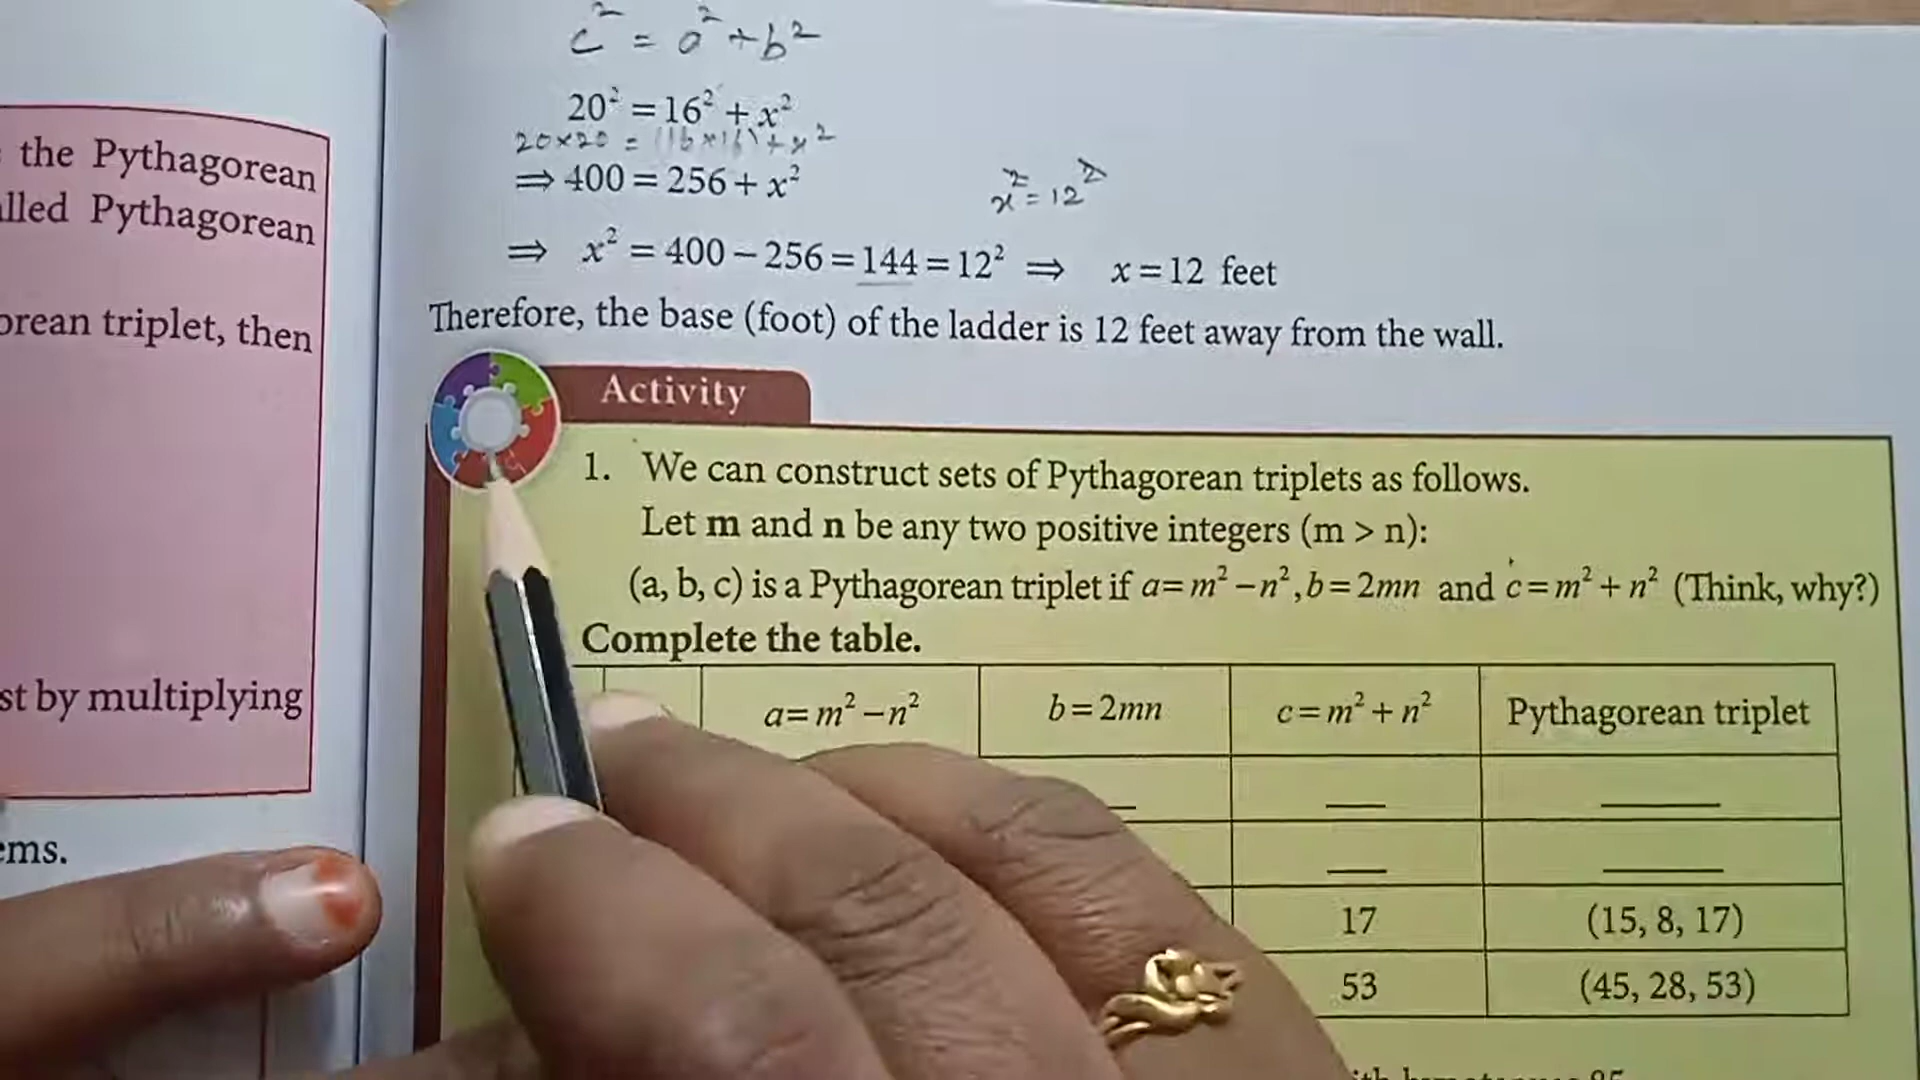 the Pythagorean
Pythagorean
triplet, then
by multiplying
c² = a² + b²
20² = 16² + x²
20×20 = (16×16) + x²
⇒ 400 = 256 + x²
x² = 12²
⇒ x² = 400 − 256 = 144 = 12² ⇒ x = 12 feet
Therefore, the base (foot) of the ladder is 12 feet away from the wall.
Activity
1. We can construct sets of Pythagorean triplets as follows.
Let m and n be any two positive integers (m > n):
(a, b, c) is a Pythagorean triplet if a = m² − n², b = 2mn and c = m² + n² (Think, why?)
Complete the table.
a = m² − n² b = 2mn c = m² + n² Pythagorean triplet
17 (15, 8, 17)
53 (45, 28, 53)